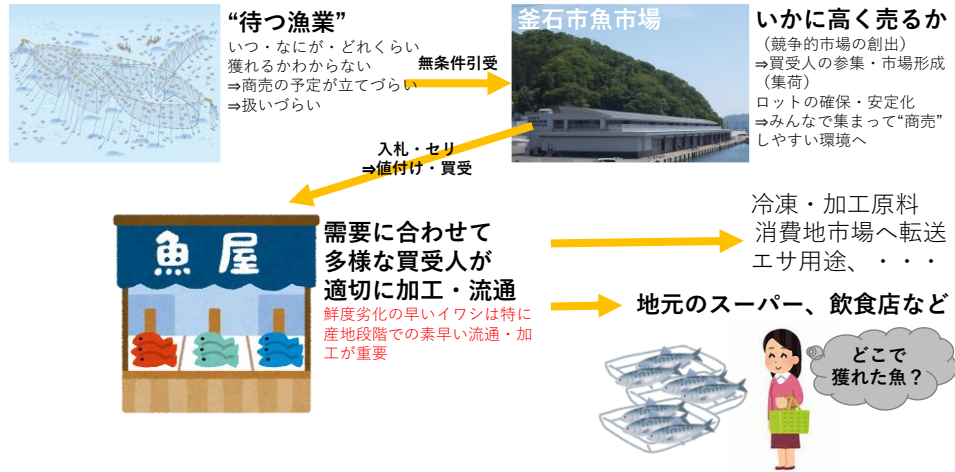 “待つ漁業”
いつ・なにが・どれくらい
獲れるかわからない
⇒商売の予定が立てづらい
⇒扱いづらい
無条件引受
釜石市魚市場
いかに高く売るか
（競争的市場の創出）
⇒買受人の参集・市場形成
（集荷）
ロットの確保・安定化
⇒みんなで集まって“商売”
しやすい環境へ
入札・セリ
⇒値付け・買受
魚屋
需要に合わせて
多様な買受人が
適切に加工・流通
鮮度劣化の早いイワシは特に
産地段階での素早い流通・加
工が重要
冷凍・加工原料
消費地市場へ転送
エサ用途、・・・
地元のスーパー、飲食店など
どこで
獲れた魚？